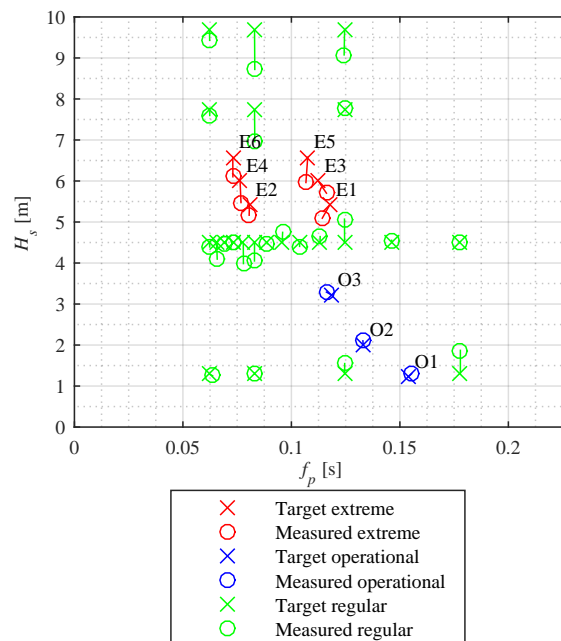 10
9
8
7
6
5
4
3
2
1
0
H_s [m]
E6
E5
E4
E3
E2
E1
O3
O2
O1
0
0.05
0.1
0.15
0.2
f_p [s]
Target extreme
Measured extreme
Target operational
Measured operational
Target regular
Measured regular